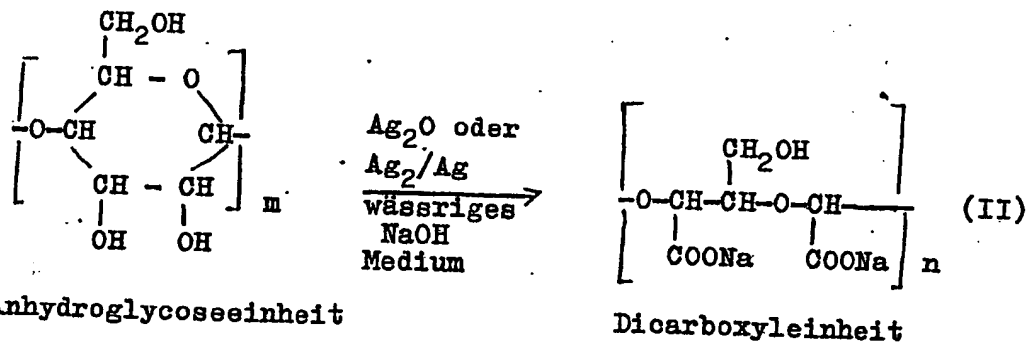 CH₂OH
CH - O
-O-CH CH-
CH - CH
OH OH
m
Ag₂O oder
Ag₂/Ag
wässriges
NaOH
Medium
CH₂OH
-O-CH-CH-O-CH- (II)
COONa COONa
n
nhydroglycoseeinheit
Dicarboxyleinheit